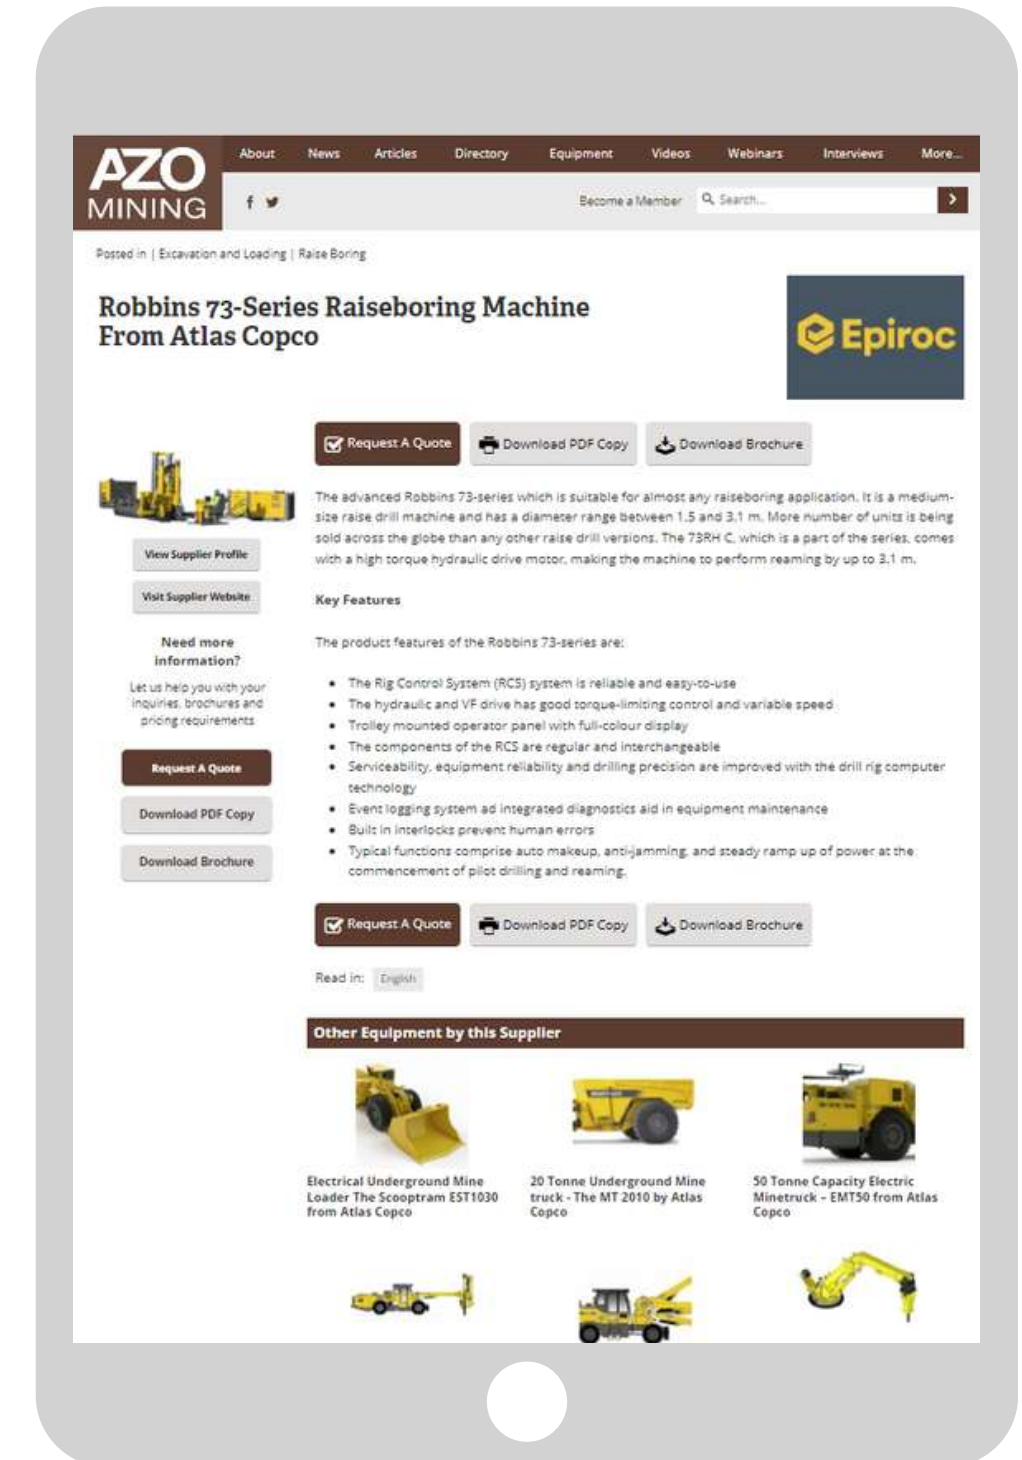 AZO
MINING
About News Articles Directory Equipment Videos Webinars Interviews More...
Become a Member Search...
Posted in | Excavation and Loading | Raise Boring
Robbins 73-Series Raiseboring Machine
From Atlas Copco
Epiroc
Request A Quote Download PDF Copy Download Brochure
The advanced Robbins 73-series which is suitable for almost any raiseboring application. It is a medium-
size raise drill machine and has a diameter range between 1.5 and 3.1 m. More number of units is being
sold across the globe than any other raise drill versions. The 73RH C, which is a part of the series, comes
with a high torque hydraulic drive motor, making the machine to perform reaming by up to 3.1 m.
View Supplier Profile
Visit Supplier Website
Need more
information?
Let us help you with your
inquiries, brochures and
pricing requirements
Request A Quote
Download PDF Copy
Download Brochure
Key Features
The product features of the Robbins 73-series are:
• The Rig Control System (RCS) system is reliable and easy-to-use
• The hydraulic and VF drive has good torque-limiting control and variable speed
• Trolley mounted operator panel with full-colour display
• The components of the RCS are regular and interchangeable
• Serviceability, equipment reliability and drilling precision are improved with the drill rig computer
technology
• Event logging system ad integrated diagnostics aid in equipment maintenance
• Built in interlocks prevent human errors
• Typical functions comprise auto makeup, anti-jamming, and steady ramp up of power at the
commencement of pilot drilling and reaming.
Request A Quote Download PDF Copy Download Brochure
Read in: English
Other Equipment by this Supplier
Electrical Underground Mine
Loader The Scooptram EST1030
from Atlas Copco
20 Tonne Underground Mine
truck - The MT 2010 by Atlas
Copco
50 Tonne Capacity Electric
Minetruck – EMT50 from Atlas
Copco